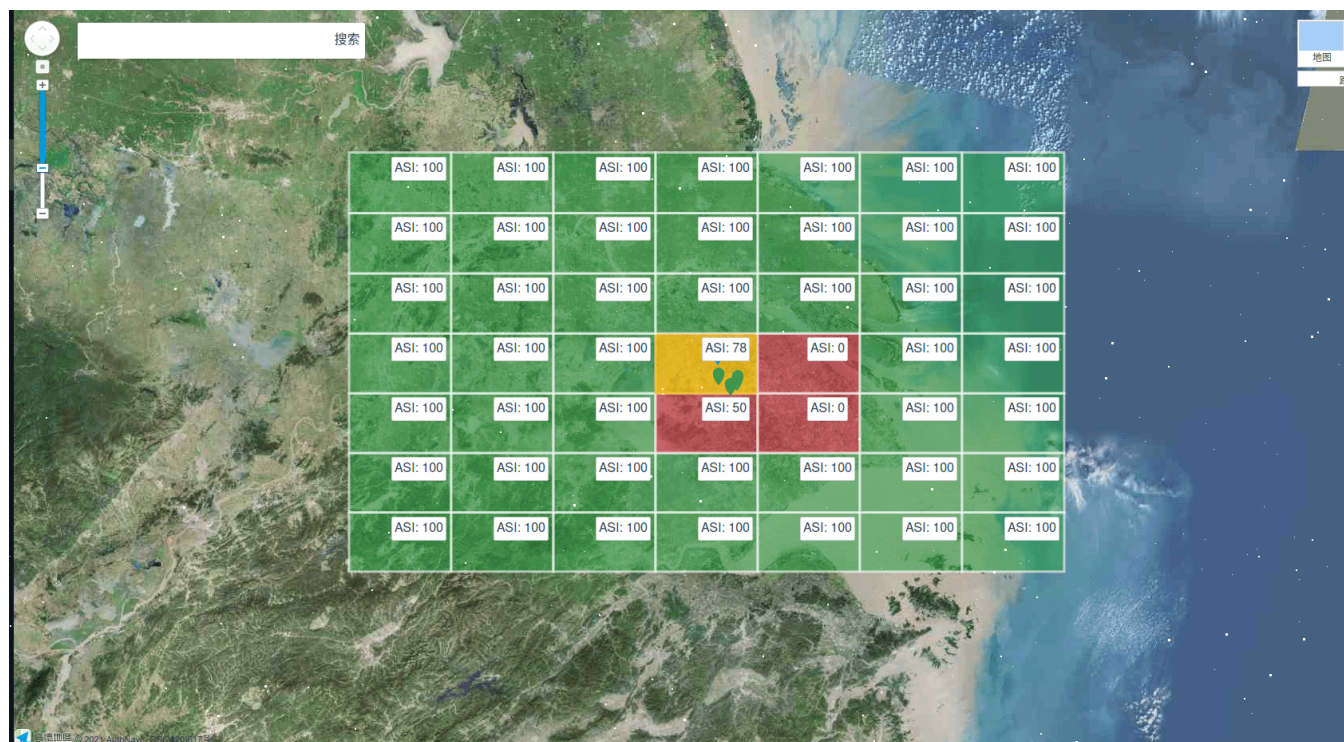 搜索
地图
ASI: 100 ASI: 100 ASI: 100 ASI: 100 ASI: 100 ASI: 100 ASI: 100
ASI: 100 ASI: 100 ASI: 100 ASI: 100 ASI: 100 ASI: 100 ASI: 100
ASI: 100 ASI: 100 ASI: 100 ASI: 100 ASI: 100 ASI: 100 ASI: 100
ASI: 100 ASI: 100 ASI: 100 ASI: 78 ASI: 0 ASI: 100 ASI: 100
ASI: 100 ASI: 100 ASI: 100 ASI: 50 ASI: 0 ASI: 100 ASI: 100
ASI: 100 ASI: 100 ASI: 100 ASI: 100 ASI: 100 ASI: 100 ASI: 100
ASI: 100 ASI: 100 ASI: 100 ASI: 100 ASI: 100 ASI: 100 ASI: 100
© 2021 AutoNavi